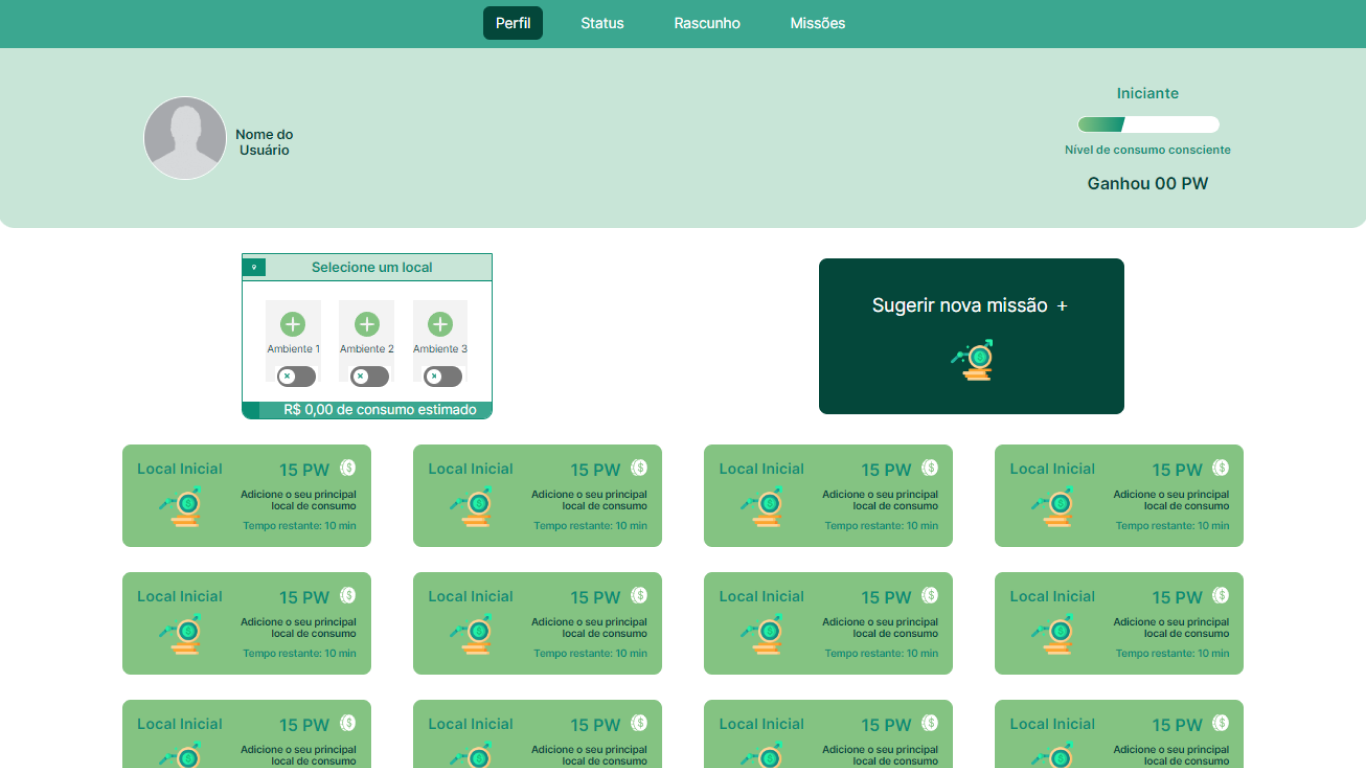 Perfil Status Rascunho Missões
Nome do
Usuário
Iniciante
Nível de consumo consciente
Ganhou 00 PW
Selecione um local
Ambiente 1 Ambiente 2 Ambiente 3
R$ 0,00 de consumo estimado
Sugerir nova missão +
Local Inicial 15 PW
Adicione o seu principal
local de consumo
Tempo restante: 10 min
Local Inicial 15 PW
Adicione o seu principal
local de consumo
Tempo restante: 10 min
Local Inicial 15 PW
Adicione o seu principal
local de consumo
Tempo restante: 10 min
Local Inicial 15 PW
Adicione o seu principal
local de consumo
Tempo restante: 10 min
Local Inicial 15 PW
Adicione o seu principal
local de consumo
Tempo restante: 10 min
Local Inicial 15 PW
Adicione o seu principal
local de consumo
Tempo restante: 10 min
Local Inicial 15 PW
Adicione o seu principal
local de consumo
Tempo restante: 10 min
Local Inicial 15 PW
Adicione o seu principal
local de consumo
Tempo restante: 10 min
Local Inicial 15 PW
Adicione o seu principal
local de consumo
Local Inicial 15 PW
Adicione o seu principal
local de consumo
Local Inicial 15 PW
Adicione o seu principal
local de consumo
Local Inicial 15 PW
Adicione o seu principal
local de consumo